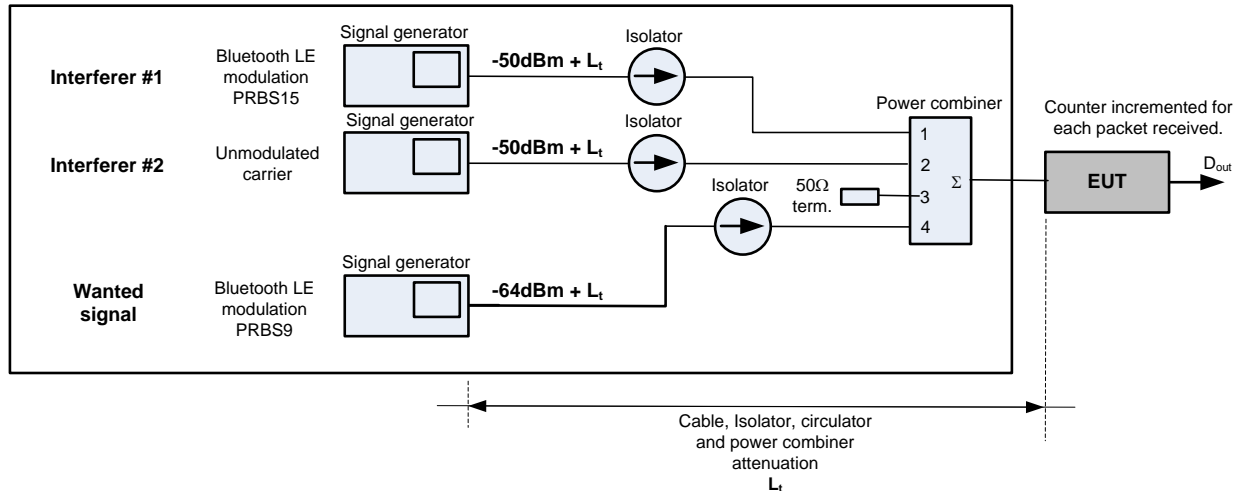 Signal generator
Isolator
Interferer #1
Bluetooth LE
modulation
PRBS15
-50dBm + Lt
Power combiner
Counter incremented for
each packet received.
Signal generator
Isolator
Interferer #2
Unmodulated
carrier
-50dBm + Lt
Isolator
50Ω
term.
1
2
3
4
Σ
EUT
Dout
Signal generator
Wanted
signal
Bluetooth LE
modulation
PRBS9
-64dBm + Lt
Cable, Isolator, circulator
and power combiner
attenuation
Lt